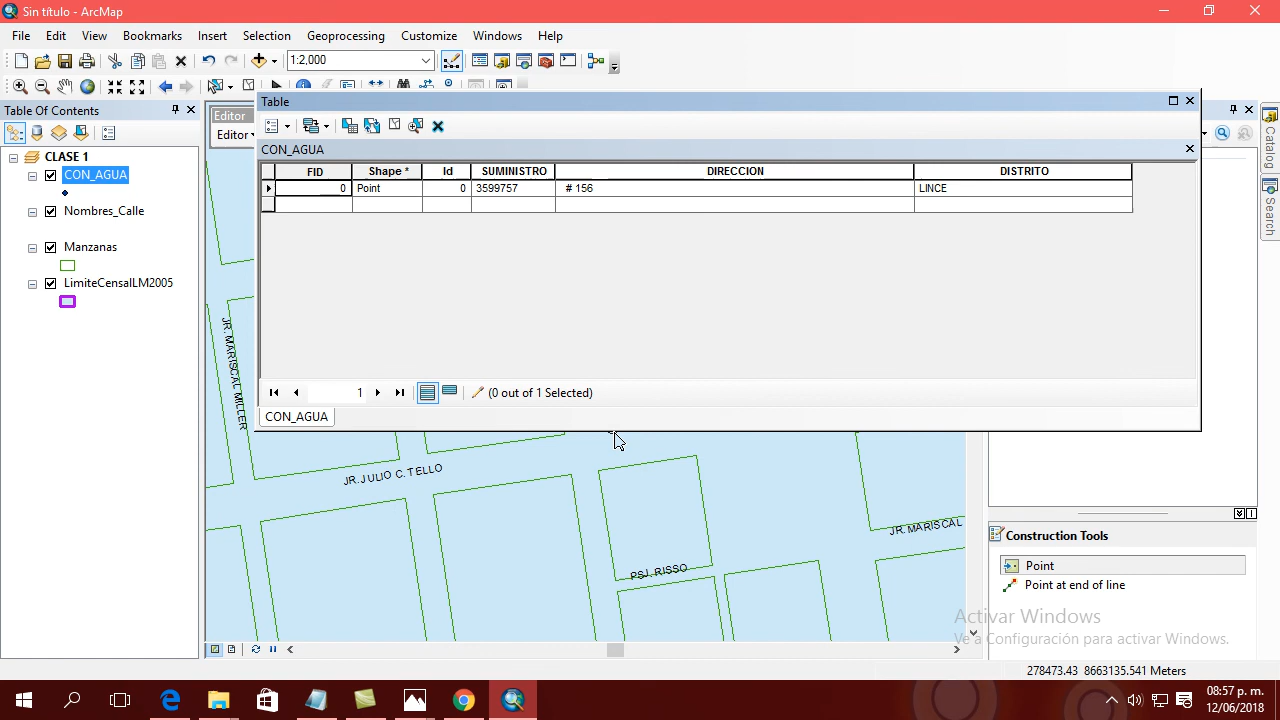 Sin título - ArcMap
File Edit View Bookmarks Insert Selection Geoprocessing Customize Windows Help
1:2,000
Table Of Contents
CLASE 1
CON_AGUA
Nombres_Calle
Manzanas
LimiteCensalLM2005
Editor
Editor
Table
CON_AGUA
FID Shape * Id SUMINISTRO DIRECCION DISTRITO
0 Point 0 3599757 # 156 LINCE
1
(0 out of 1 Selected)
CON_AGUA
Catalog
Search
JR. MARISCAL MILLER
JR. JULIO C. TELLO
PSJ. RISSO
JR. MARISCAL
Construction Tools
Point
Point at end of line
Activar Windows
Ve a Configuración para activar Windows.
278473.43 8663135.541 Meters
08:57 p. m.
12/06/2018